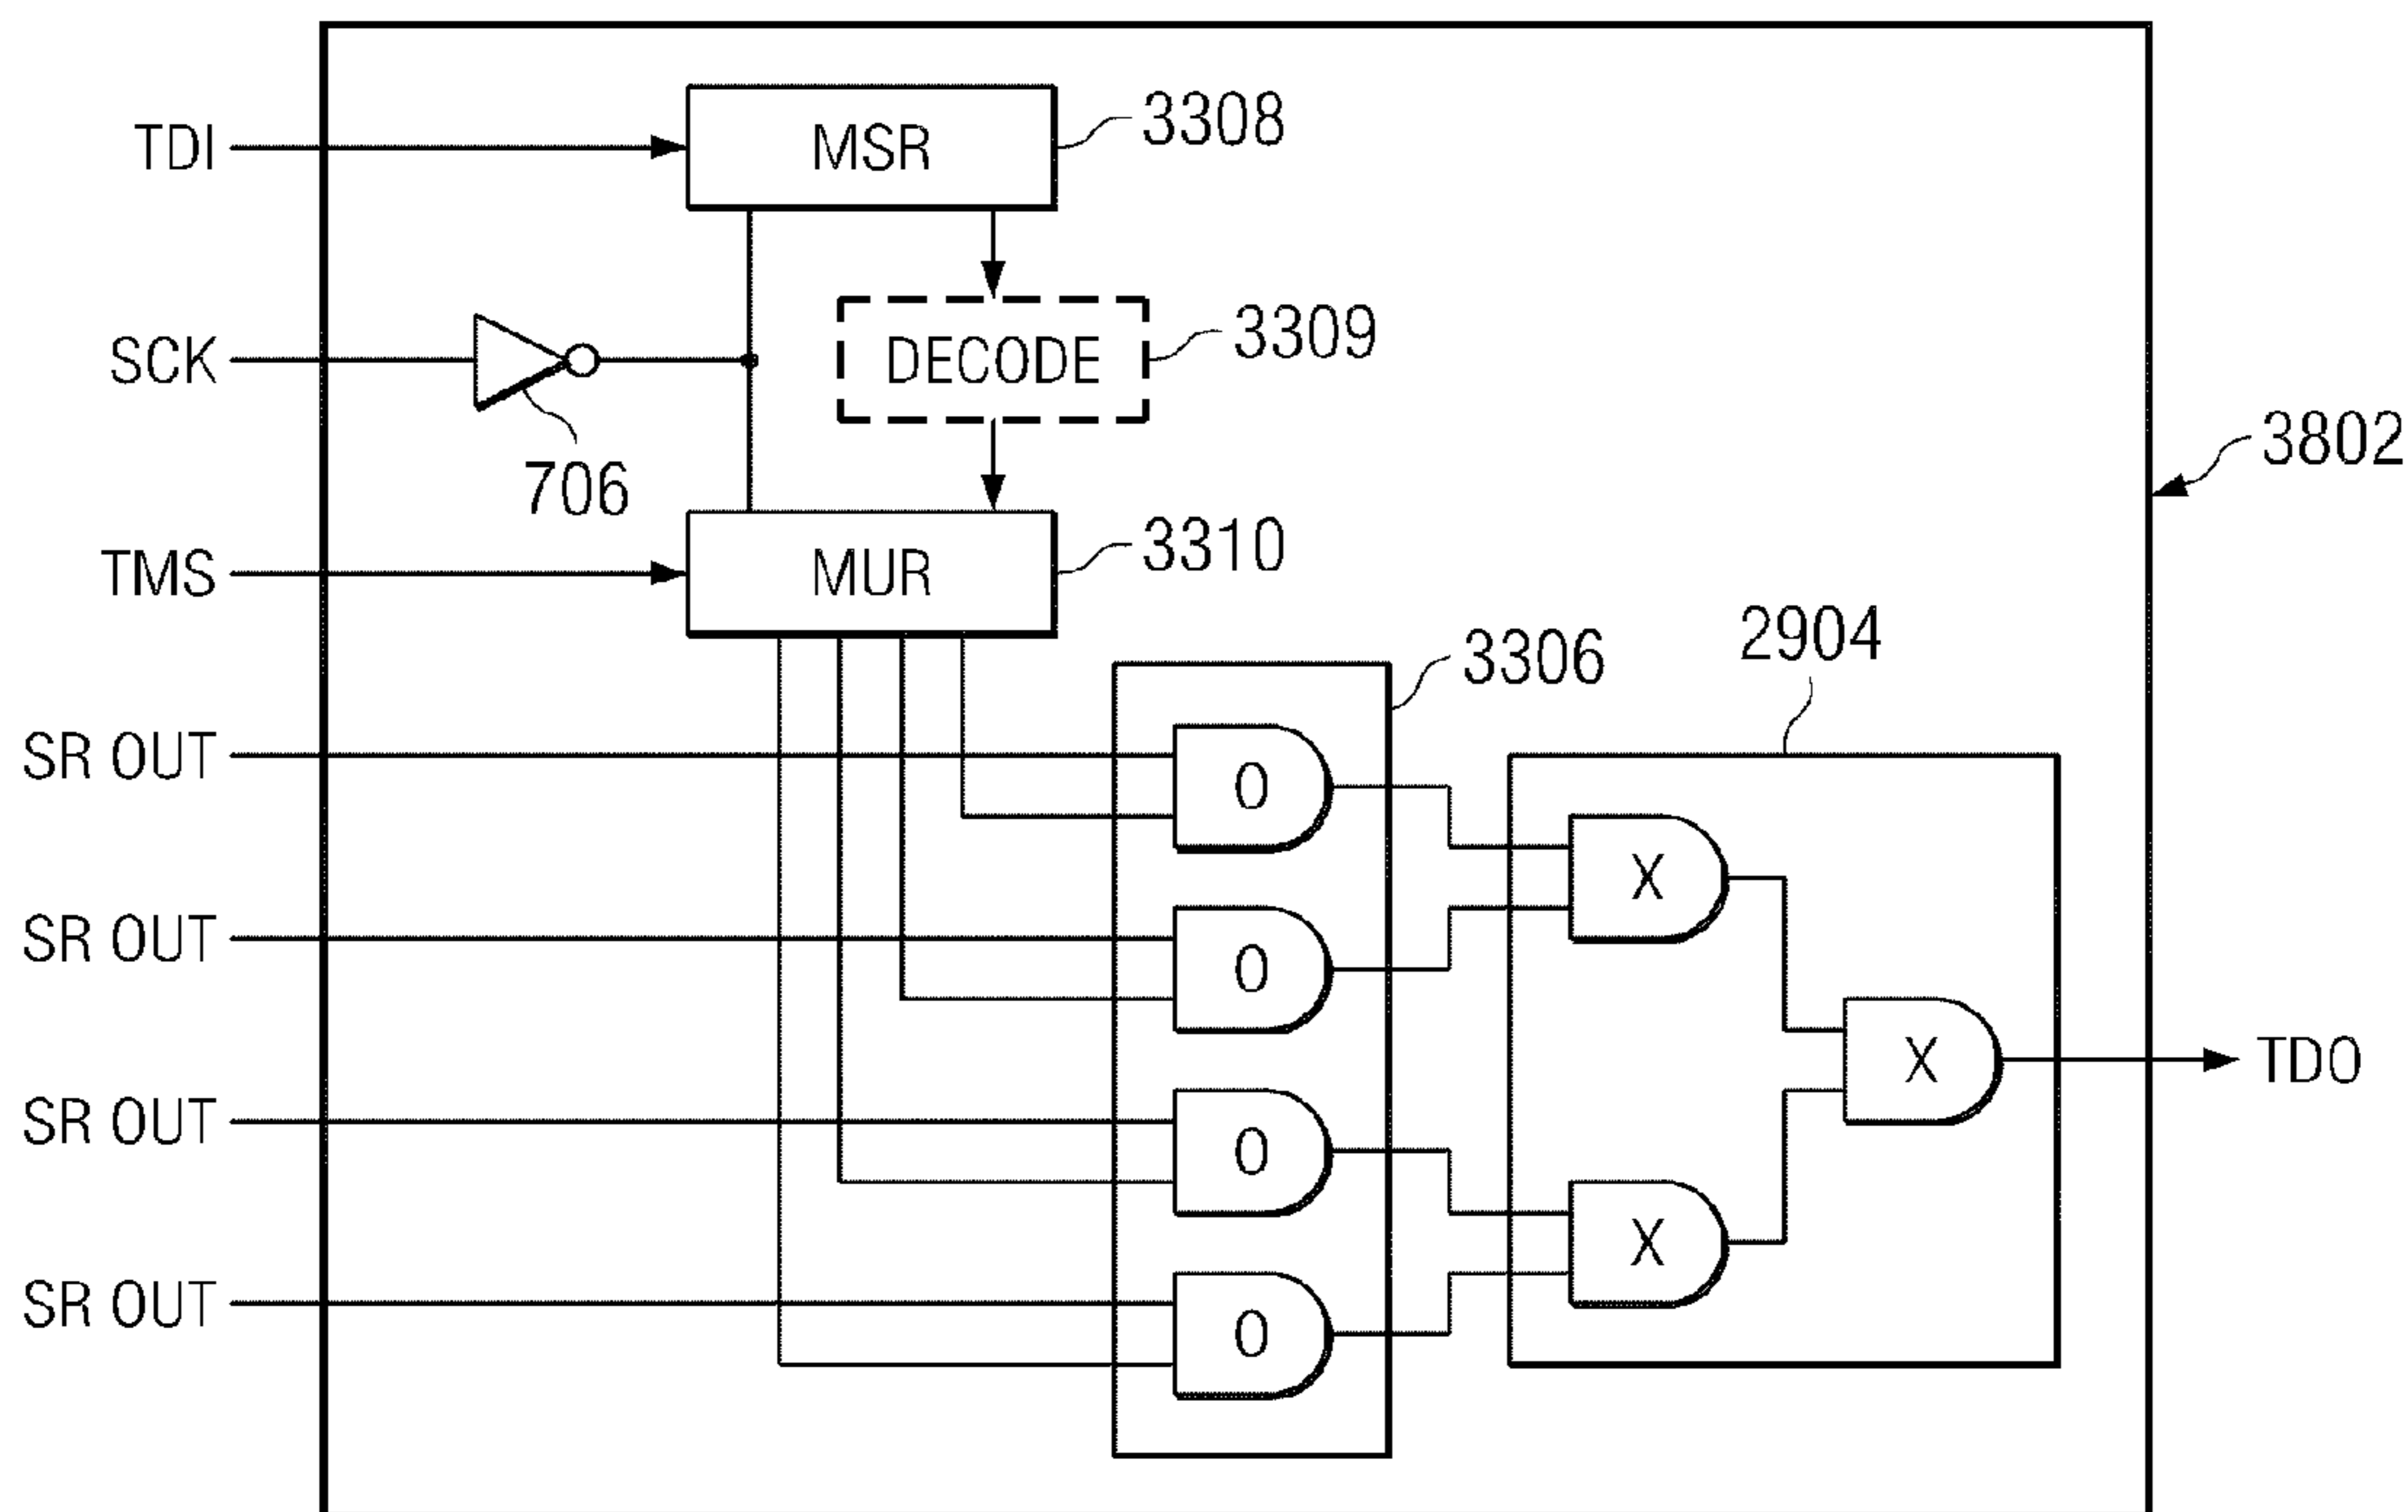 TDI
MSR
3308
SCK
706
DECODE
3309
3802
TMS
MUR
3310
3306
2904
SR OUT
O
X
SR OUT
O
X
TDO
SR OUT
O
X
SR OUT
O